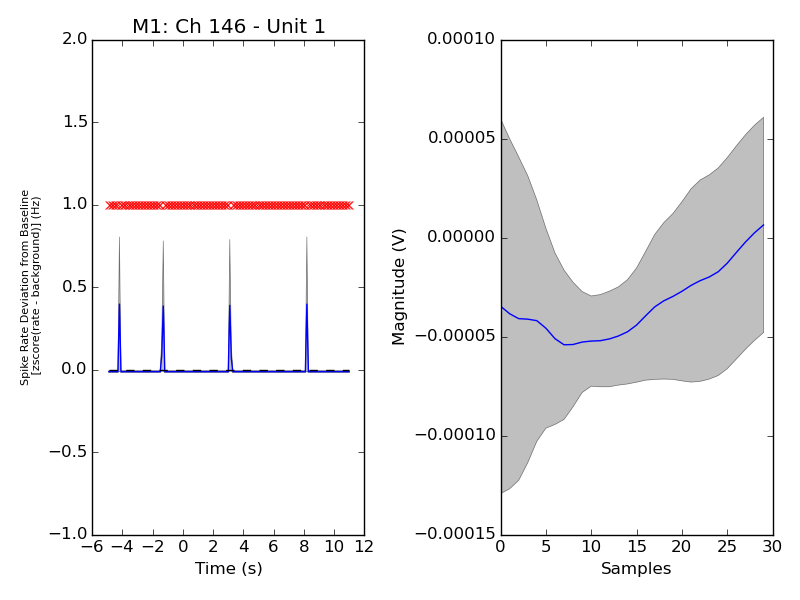 M1: Ch 146 - Unit 1
2.0
1.5
1.0
0.5
0.0
−0.5
−1.0
−6 −4 −2 0 2 4 6 8 10 12
Time (s)
Spike Rate Deviation from Baseline
[zscore(rate - background)] (Hz)
0.00010
0.00005
0.00000
−0.00005
−0.00010
−0.00015
0 5 10 15 20 25 30
Samples
Magnitude (V)